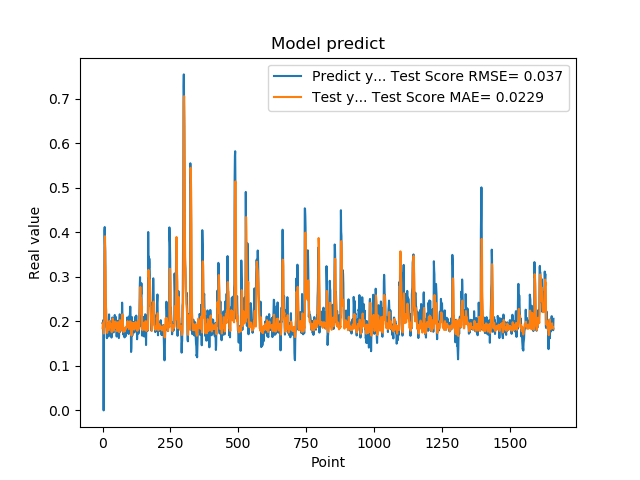 Model predict
Predict y... Test Score RMSE= 0.037
Test y... Test Score MAE= 0.0229
Real value
0.7
0.6
0.5
0.4
0.3
0.2
0.1
0.0
0 250 500 750 1000 1250 1500
Point